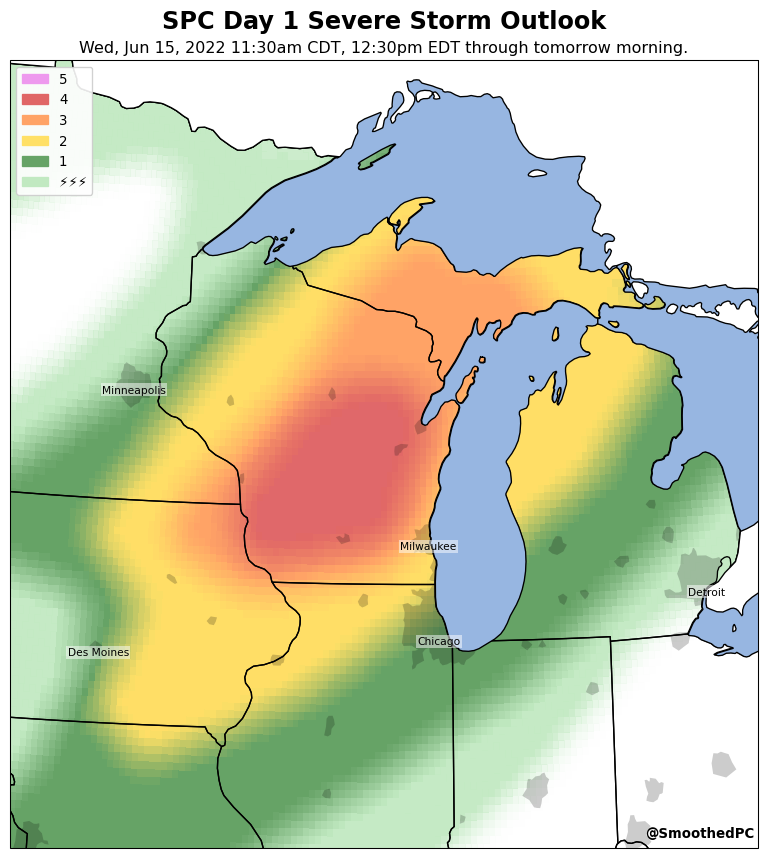 SPC Day 1 Severe Storm Outlook
Wed, Jun 15, 2022 11:30am CDT, 12:30pm EDT through tomorrow morning.
5
4
3
2
1
⚡⚡⚡
Minneapolis
Milwaukee
Detroit
Chicago
Des Moines
@SmoothedPC